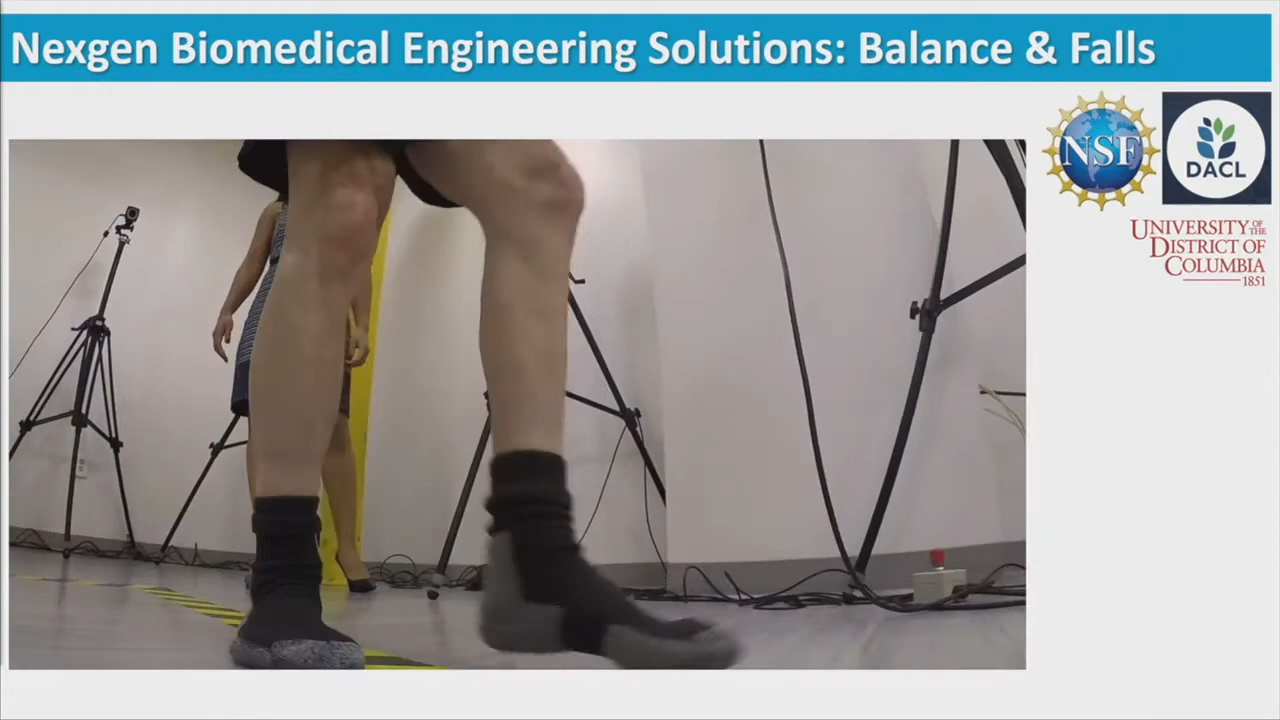 Nexgen Biomedical Engineering Solutions: Balance & Falls
NSF
DACL
UNIVERSITY OF THE
DISTRICT OF
COLUMBIA
1851